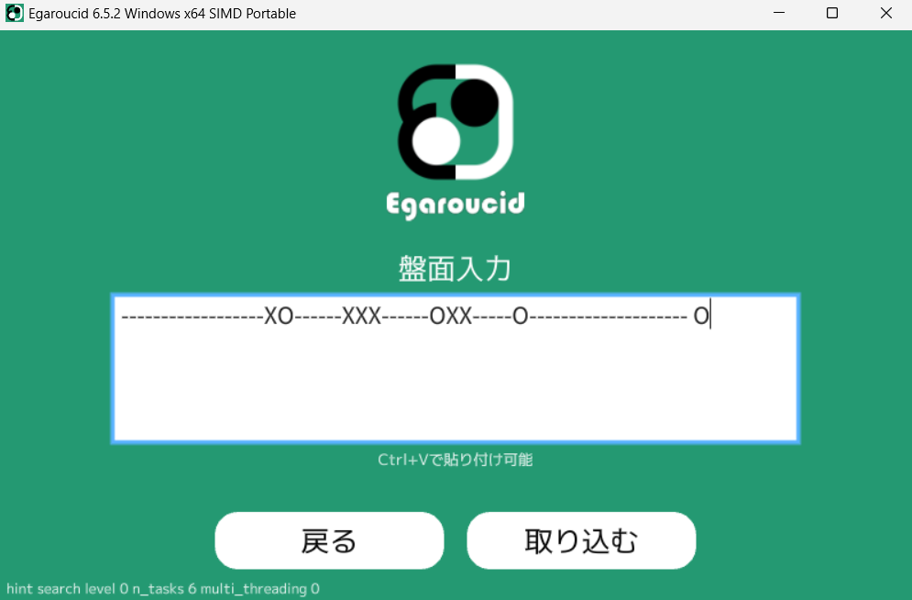 Egaroucid 6.5.2 Windows x64 SIMD Portable
Egaroucid
盤面入力
------------------XO------XXX------OXX-----O-------------------- O
Ctrl+Vで貼り付け可能
戻る
取り込む
hint search level 0 n_tasks 6 multi_threading 0